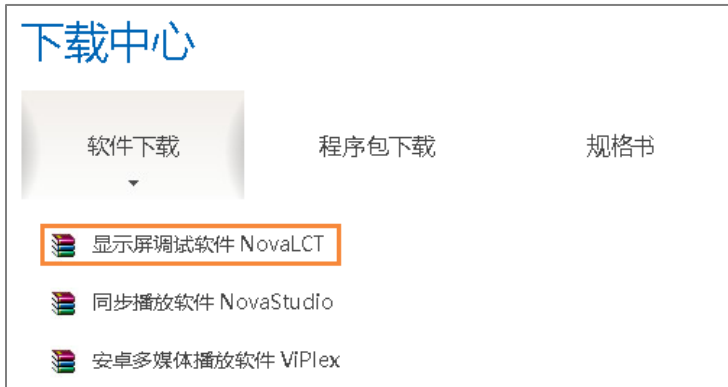 下载中心
软件下载 程序包下载 规格书
显示屏调试软件 NovaLCT
同步播放软件 NovaStudio
安卓多媒体播放软件 ViPlex